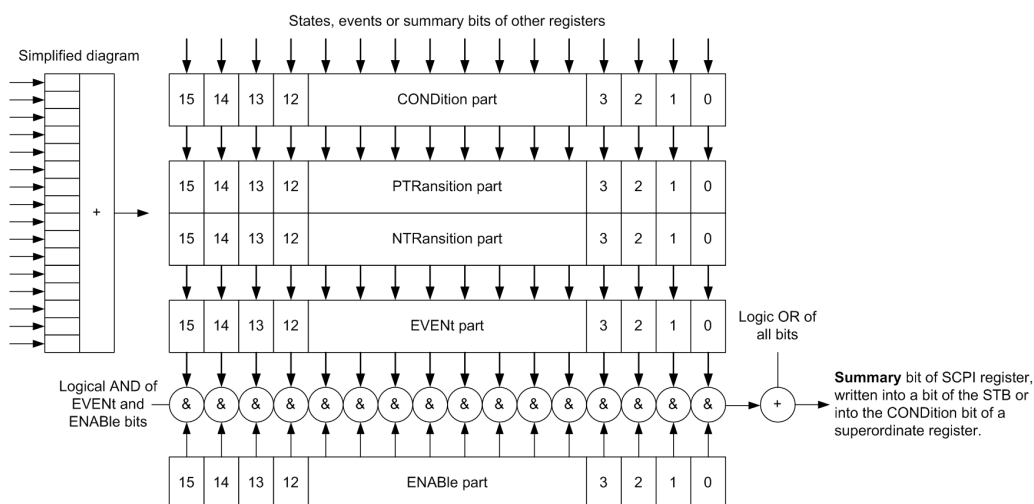 States, events or summary bits of other registers
Simplified diagram
15 14 13 12 CONDition part 3 2 1 0
15 14 13 12 PTRansition part 3 2 1 0
+
15 14 13 12 NTRansition part 3 2 1 0
15 14 13 12 EVENt part 3 2 1 0
Logic OR of
all bits
Logical AND of
EVENt and
ENABle bits
& & & & & & & & & & & & & & & &
+
Summary bit of SCPI register,
written into a bit of the STB or
into the CONDition bit of a
superordinate register.
15 14 13 12 ENABle part 3 2 1 0